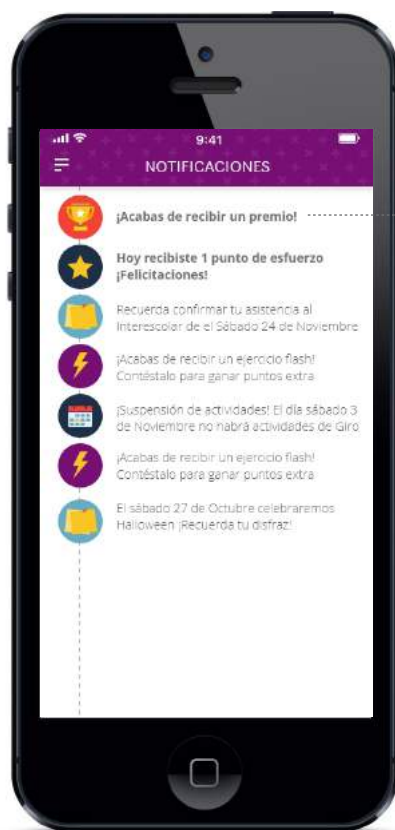 9:41
NOTIFICACIONES
¡Acabas de recibir un premio!
Hoy recibiste 1 punto de esfuerzo
¡Felicitaciones!
Recuerda confirmar tu asistencia al
Interescolar de el Sábado 24 de Noviembre
¡Acabas de recibir un ejercicio flash!
Contéstalo para ganar puntos extra
¡Suspensión de actividades! El día sábado 3
de Noviembre no habrá actividades de Giro
¡Acabas de recibir un ejercicio flash!
Contéstalo para ganar puntos extra
El sábado 27 de Octubre celebraremos
Halloween ¡Recuerda tu disfraz!